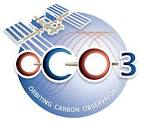 OCO-3
ORBITING CARBON OBSERVATORY